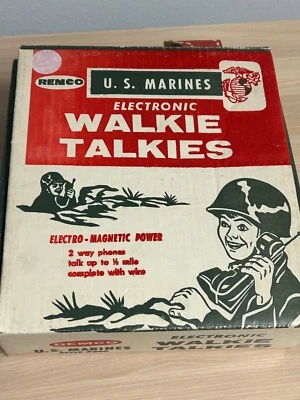 REMCO
U. S. MARINES
ELECTRONIC
WALKIE
TALKIES
ELECTRO-MAGNETIC POWER
2 way phones
talk up to ½ mile
complete with wire
REMCO
U. S. MARINES
WALKIE
TALKIES